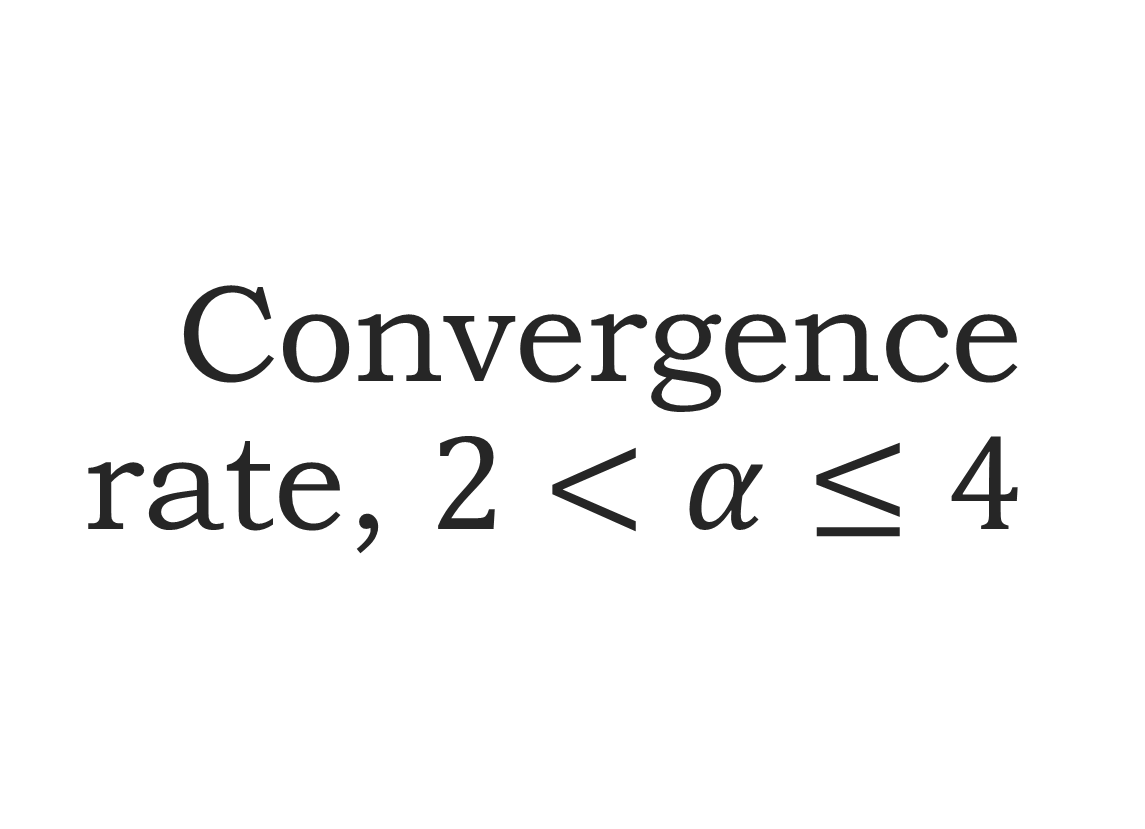 Convergence
rate, 2 < α ≤ 4